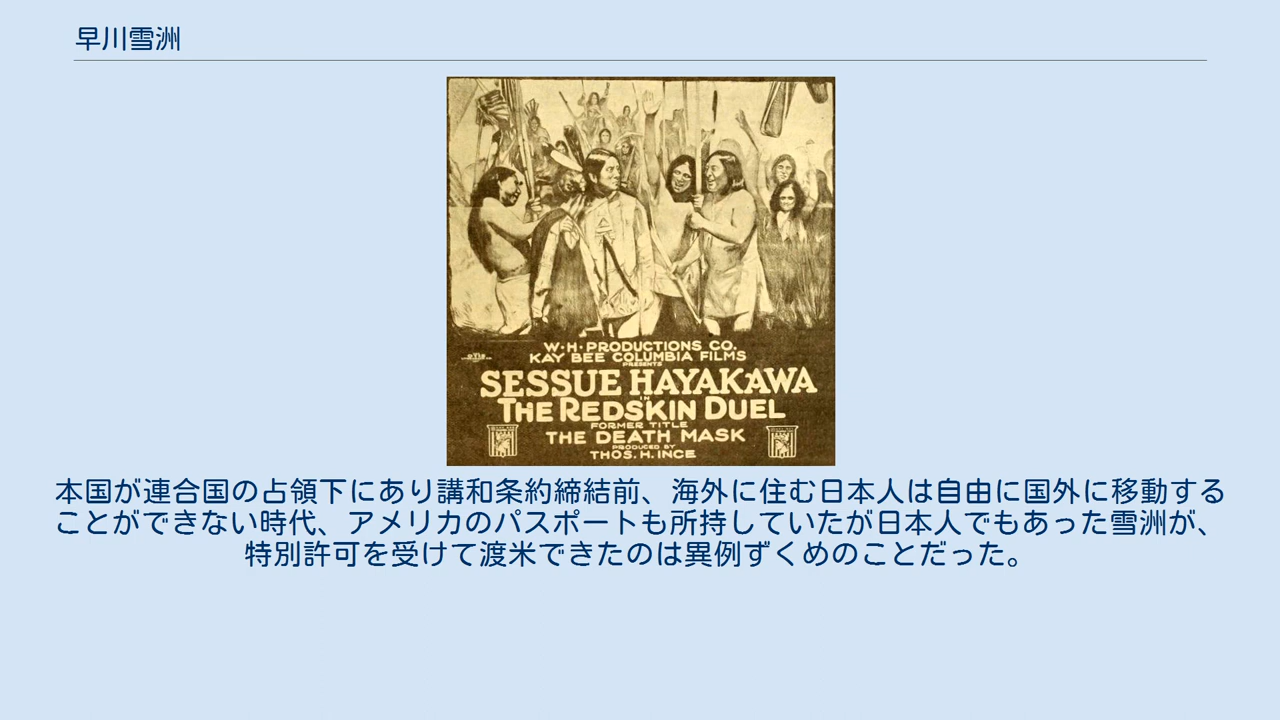 早川雪洲
W·H·PRODUCTIONS CO.
KAY BEE COLUMBIA FILMS
PRESENTS
SESSUE HAYAKAWA
IN
THE REDSKIN DUEL
FORMER TITLE
THE DEATH MASK
PRODUCED BY
THOS. H. INCE
本国が連合国の占領下にあり講和条約締結前、海外に住む日本人は自由に国外に移動する
ことができない時代、アメリカのパスポートも所持していたが日本人でもあった雪洲が、
特別許可を受けて渡米できたのは異例ずくめのことだった。